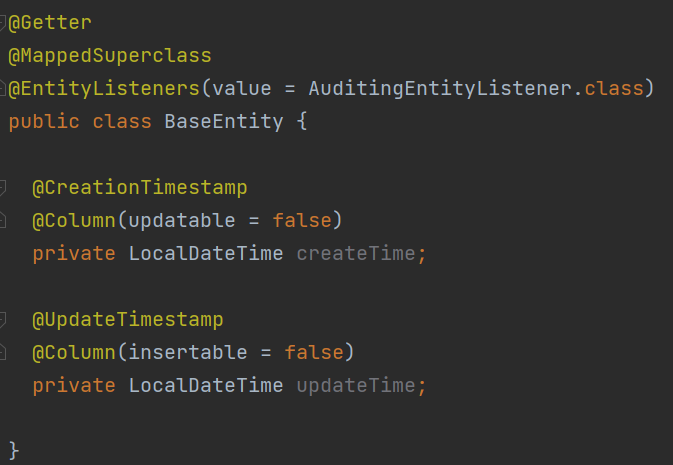 @Getter
@MappedSuperclass
@EntityListeners(value = AuditingEntityListener.class)
public class BaseEntity {
@CreationTimestamp
@Column(updatable = false)
private LocalDateTime createTime;
@UpdateTimestamp
@Column(insertable = false)
private LocalDateTime updateTime;
}